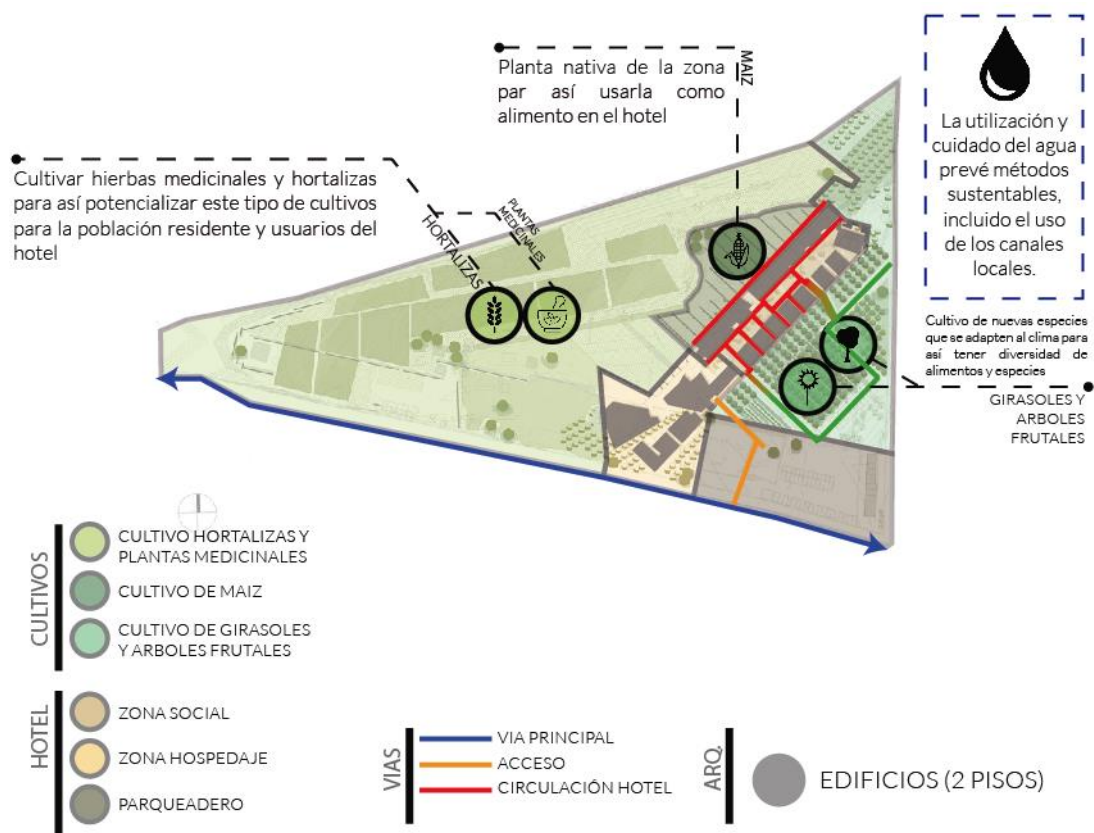 Planta nativa de la zona
par así usarla como
alimento en el hotel
MAIZ
Cultivar hierbas medicinales y hortalizas
para así potencializar este tipo de cultivos
para la población residente y usuarios del
hotel
HORTALIZAS
PLANTAS
MEDICINALES
La utilización y
cuidado del agua
prevé métodos
sustentables,
incluido el uso
de los canales
locales.
Cultivo de nuevas especies
que se adapten al clima para
así tener diversidad de
alimentos y especies
GIRASOLES Y
ARBOLES
FRUTALES
CULTIVOS
CULTIVO HORTALIZAS Y
PLANTAS MEDICINALES
CULTIVO DE MAIZ
CULTIVO DE GIRASOLES
Y ARBOLES FRUTALES
HOTEL
ZONA SOCIAL
ZONA HOSPEDAJE
PARQUEADERO
VIAS
VIA PRINCIPAL
ACCESO
CIRCULACIÓN HOTEL
ARQ.
EDIFICIOS (2 PISOS)